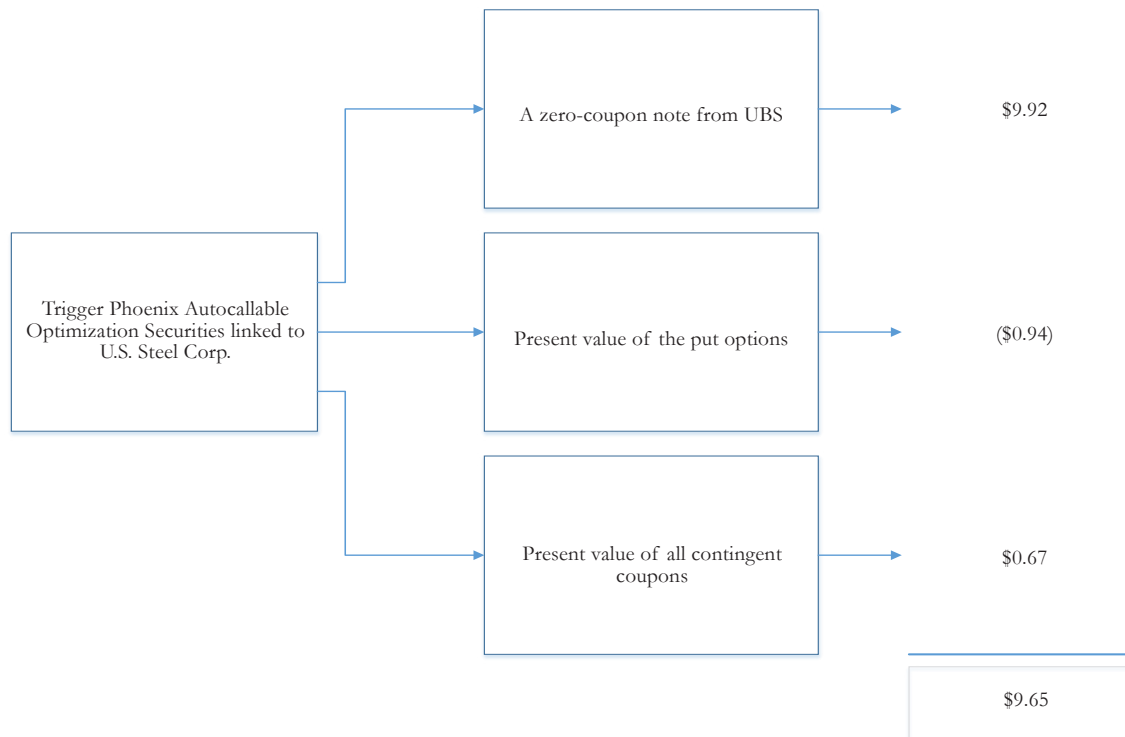 A zero-coupon note from UBS
$9.92
Trigger Phoenix Autocallable
Optimization Securities linked to
U.S. Steel Corp.
Present value of the put options
($0.94)
Present value of all contingent
coupons
$0.67
$9.65